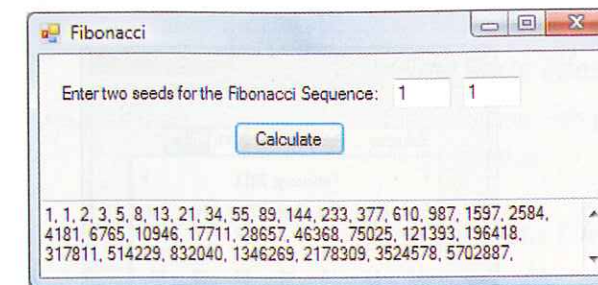 Fibonacci
Enter two seeds for the Fibonacci Sequence: 1 1
Calculate
1, 1, 2, 3, 5, 8, 13, 21, 34, 55, 89, 144, 233, 377, 610, 987, 1597, 2584,
4181, 6765, 10946, 17711, 28657, 46368, 75025, 121393, 196418,
317811, 514229, 832040, 1346269, 2178309, 3524578, 5702887,